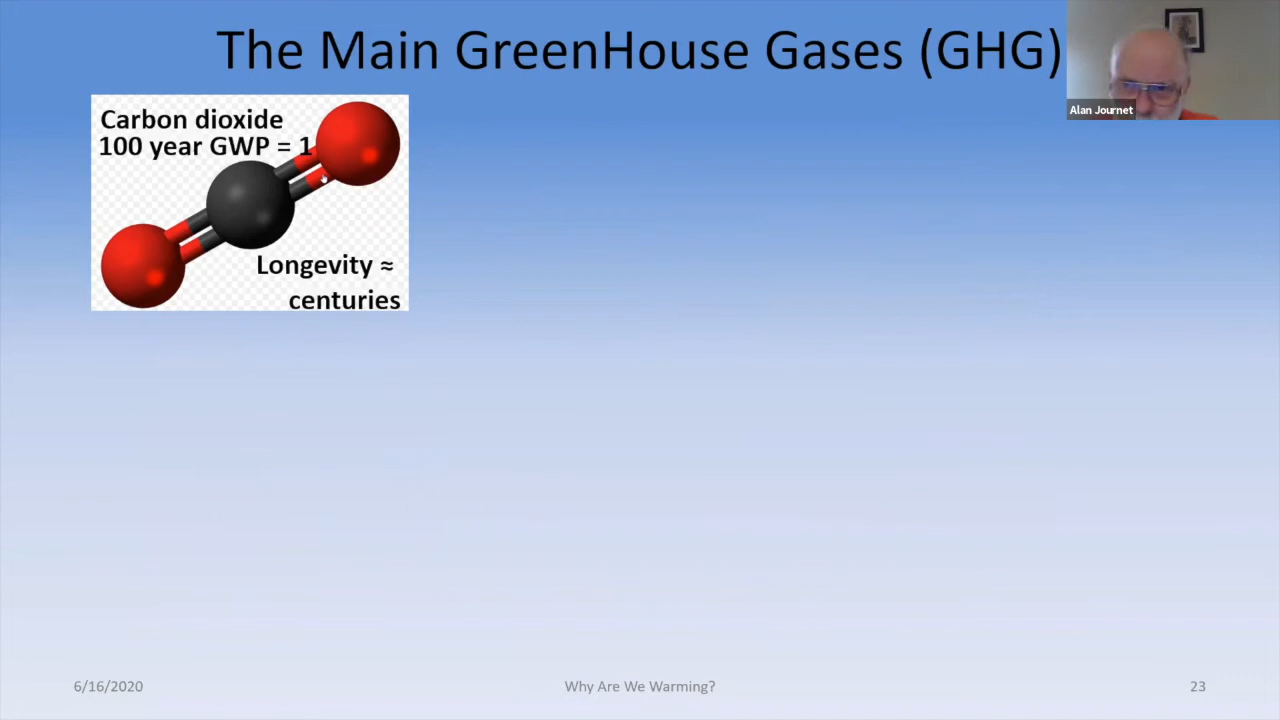 The Main GreenHouse Gases (GHG)
Alan Journet
Carbon dioxide
100 year GWP = 1
Longevity ≈
centuries
6/16/2020
Why Are We Warming?
23